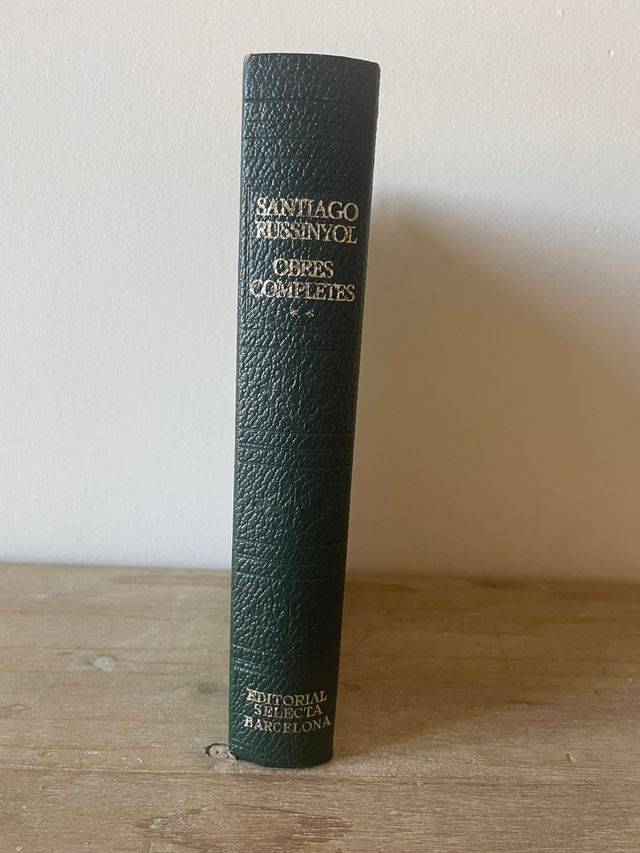 SANTIAGO
RUSSINYOL
OBRES
COMPLETES
* *
EDITORIAL
SELECTA
BARCELONA